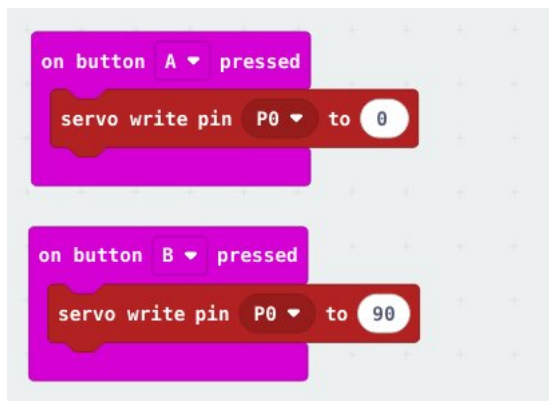 on button A pressed
servo write pin P0 to 0
on button B pressed
servo write pin P0 to 90